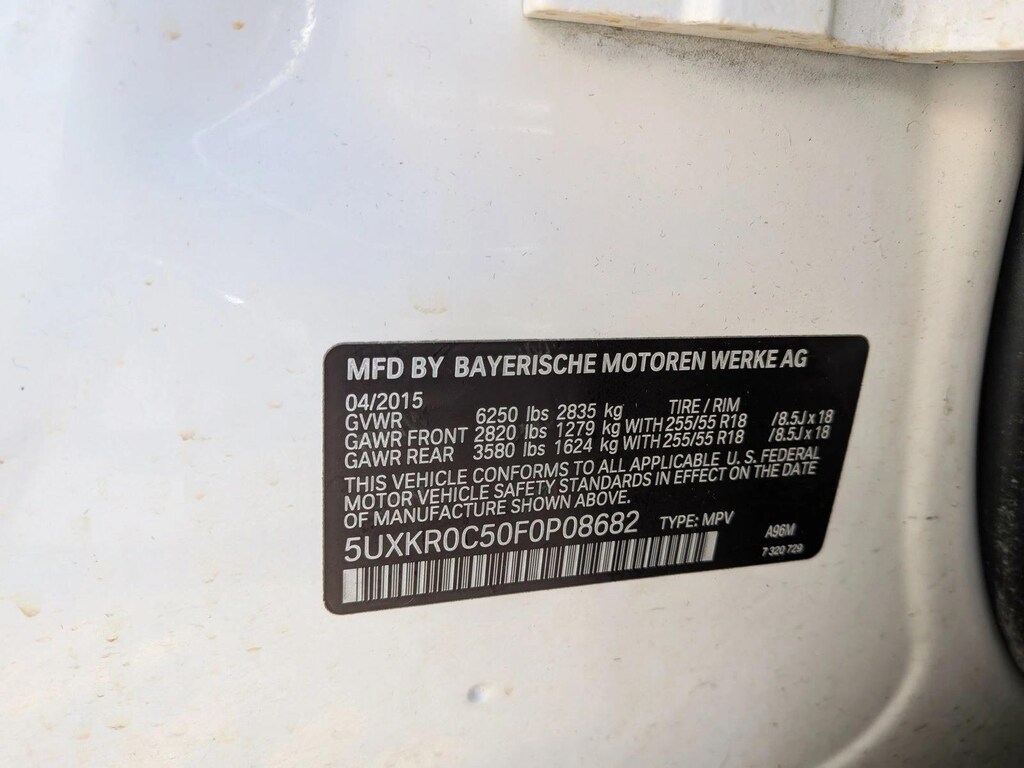 MFD BY BAYERISCHE MOTOREN WERKE AG
04/2015 TIRE / RIM
GVWR 6250 lbs 2835 kg
GAWR FRONT 2820 lbs 1279 kg WITH 255/55 R18 /8.5J x 18
GAWR REAR 3580 lbs 1624 kg WITH 255/55 R18 /8.5J x 18
THIS VEHICLE CONFORMS TO ALL APPLICABLE U.S. FEDERAL
MOTOR VEHICLE SAFETY STANDARDS IN EFFECT ON THE DATE
OF MANUFACTURE SHOWN ABOVE.
5UXKR0C50F0P08682 TYPE: MPV A96M
7 320 729